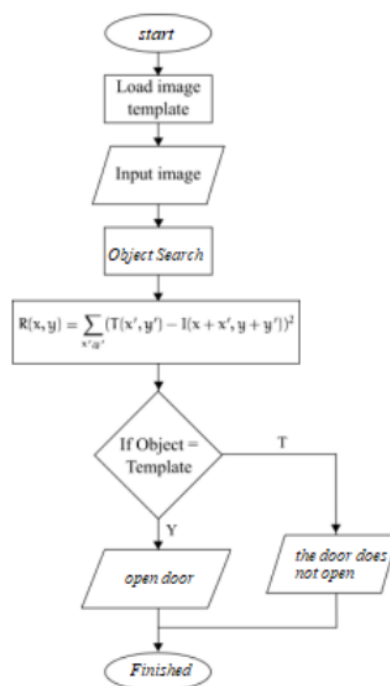 start
Load image
template
Input image
Object Search
R(x, y) = ∑x′,y′ (T(x′, y′) − I(x + x′, y + y′))²
If Object =
Template
T
Y
open door
the door does
not open
Finished